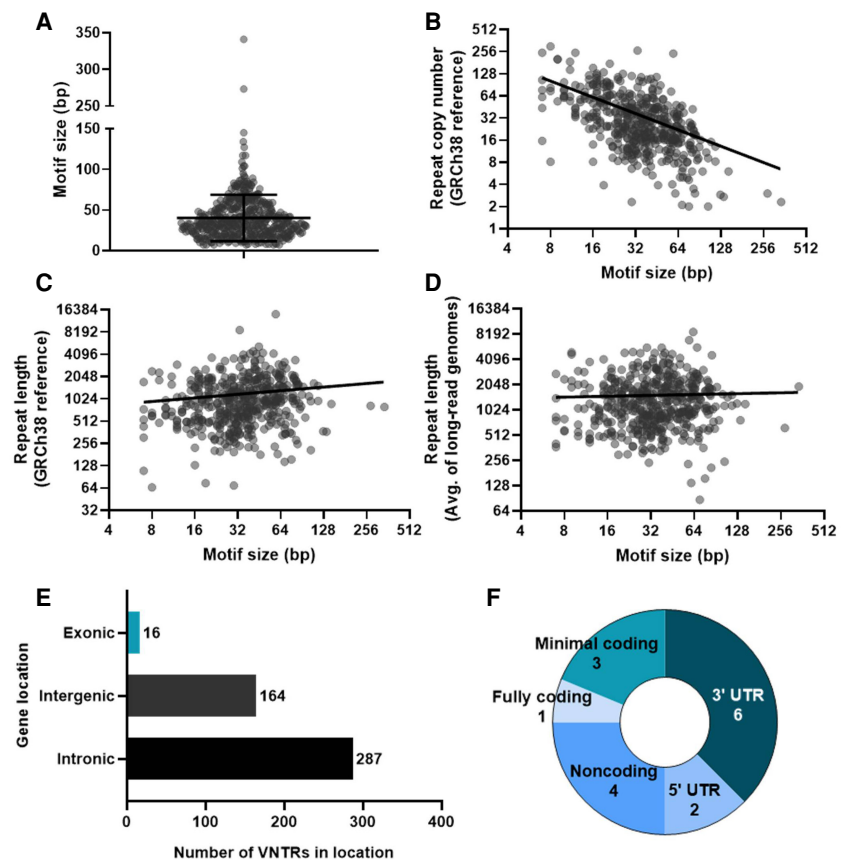 A
Motif size (bp)
350
300
250
150
100
50
0
B
Repeat copy number
(GRCh38 reference)
512
256
128
64
32
16
8
4
2
1
4 8 16 32 64 128 256 512
Motif size (bp)
C
Repeat length
(GRCh38 reference)
16384
8192
4096
2048
1024
512
256
128
64
32
4 8 16 32 64 128 256 512
Motif size (bp)
D
Repeat length
(Avg. of long-read genomes)
16384
8192
4096
2048
1024
512
256
128
64
4 8 16 32 64 128 256 512
Motif size (bp)
E
Gene location
Exonic 16
Intergenic 164
Intronic 287
0 100 200 300 400
Number of VNTRs in location
F
Minimal coding
3
Fully coding
1
3' UTR
6
Noncoding
4
5' UTR
2